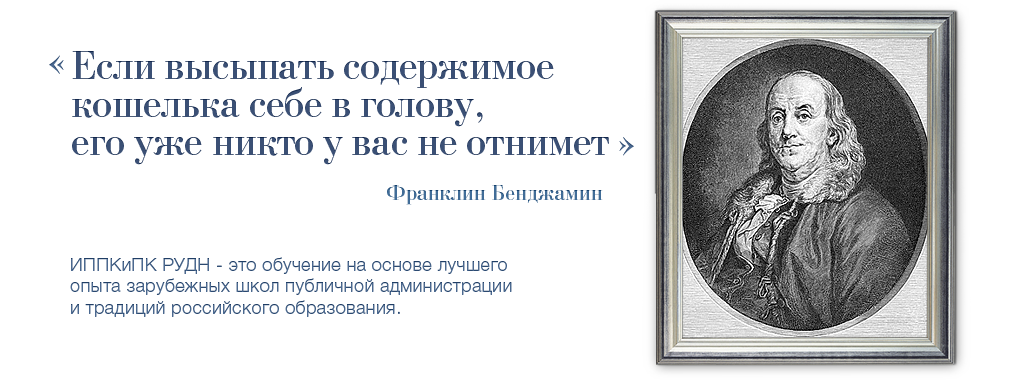 « Если высыпать содержимое
кошелька себе в голову,
его уже никто у вас не отнимет »
Франклин Бенджамин
ИППКиПК РУДН - это обучение на основе лучшего
опыта зарубежных школ публичной администрации
и традиций российского образования.